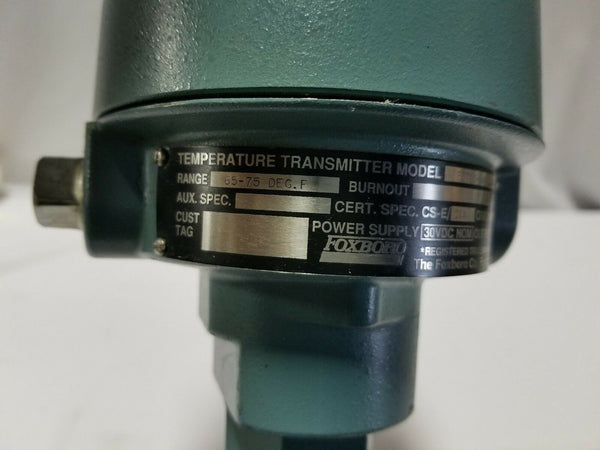 TEMPERATURE TRANSMITTER MODEL
RANGE 65-75 DEG.F BURNOUT
AUX. SPEC. CERT. SPEC. CS-E/
CUST TAG
POWER SUPPLY 30VDC NOM
FOXBORO
*REGISTERED
The Foxboro